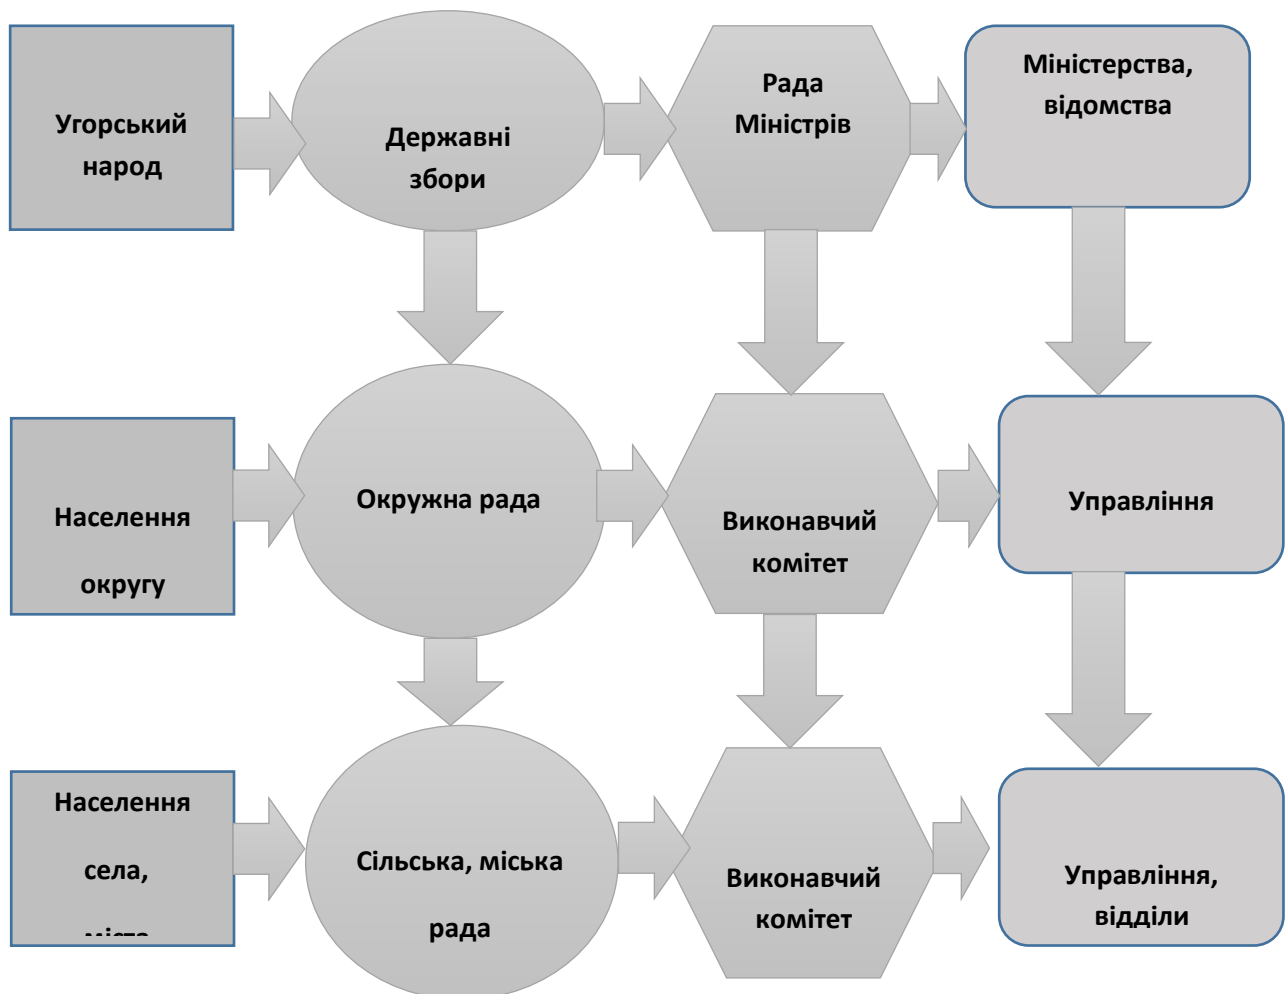 Угорський
народ
Державні
збори
Рада
Міністрів
Міністерства,
відомства
Населення
округу
Окружна рада
Виконавчий
комітет
Управління
Населення
села,
міста
Сільська, міська
рада
Виконавчий
комітет
Управління,
відділи